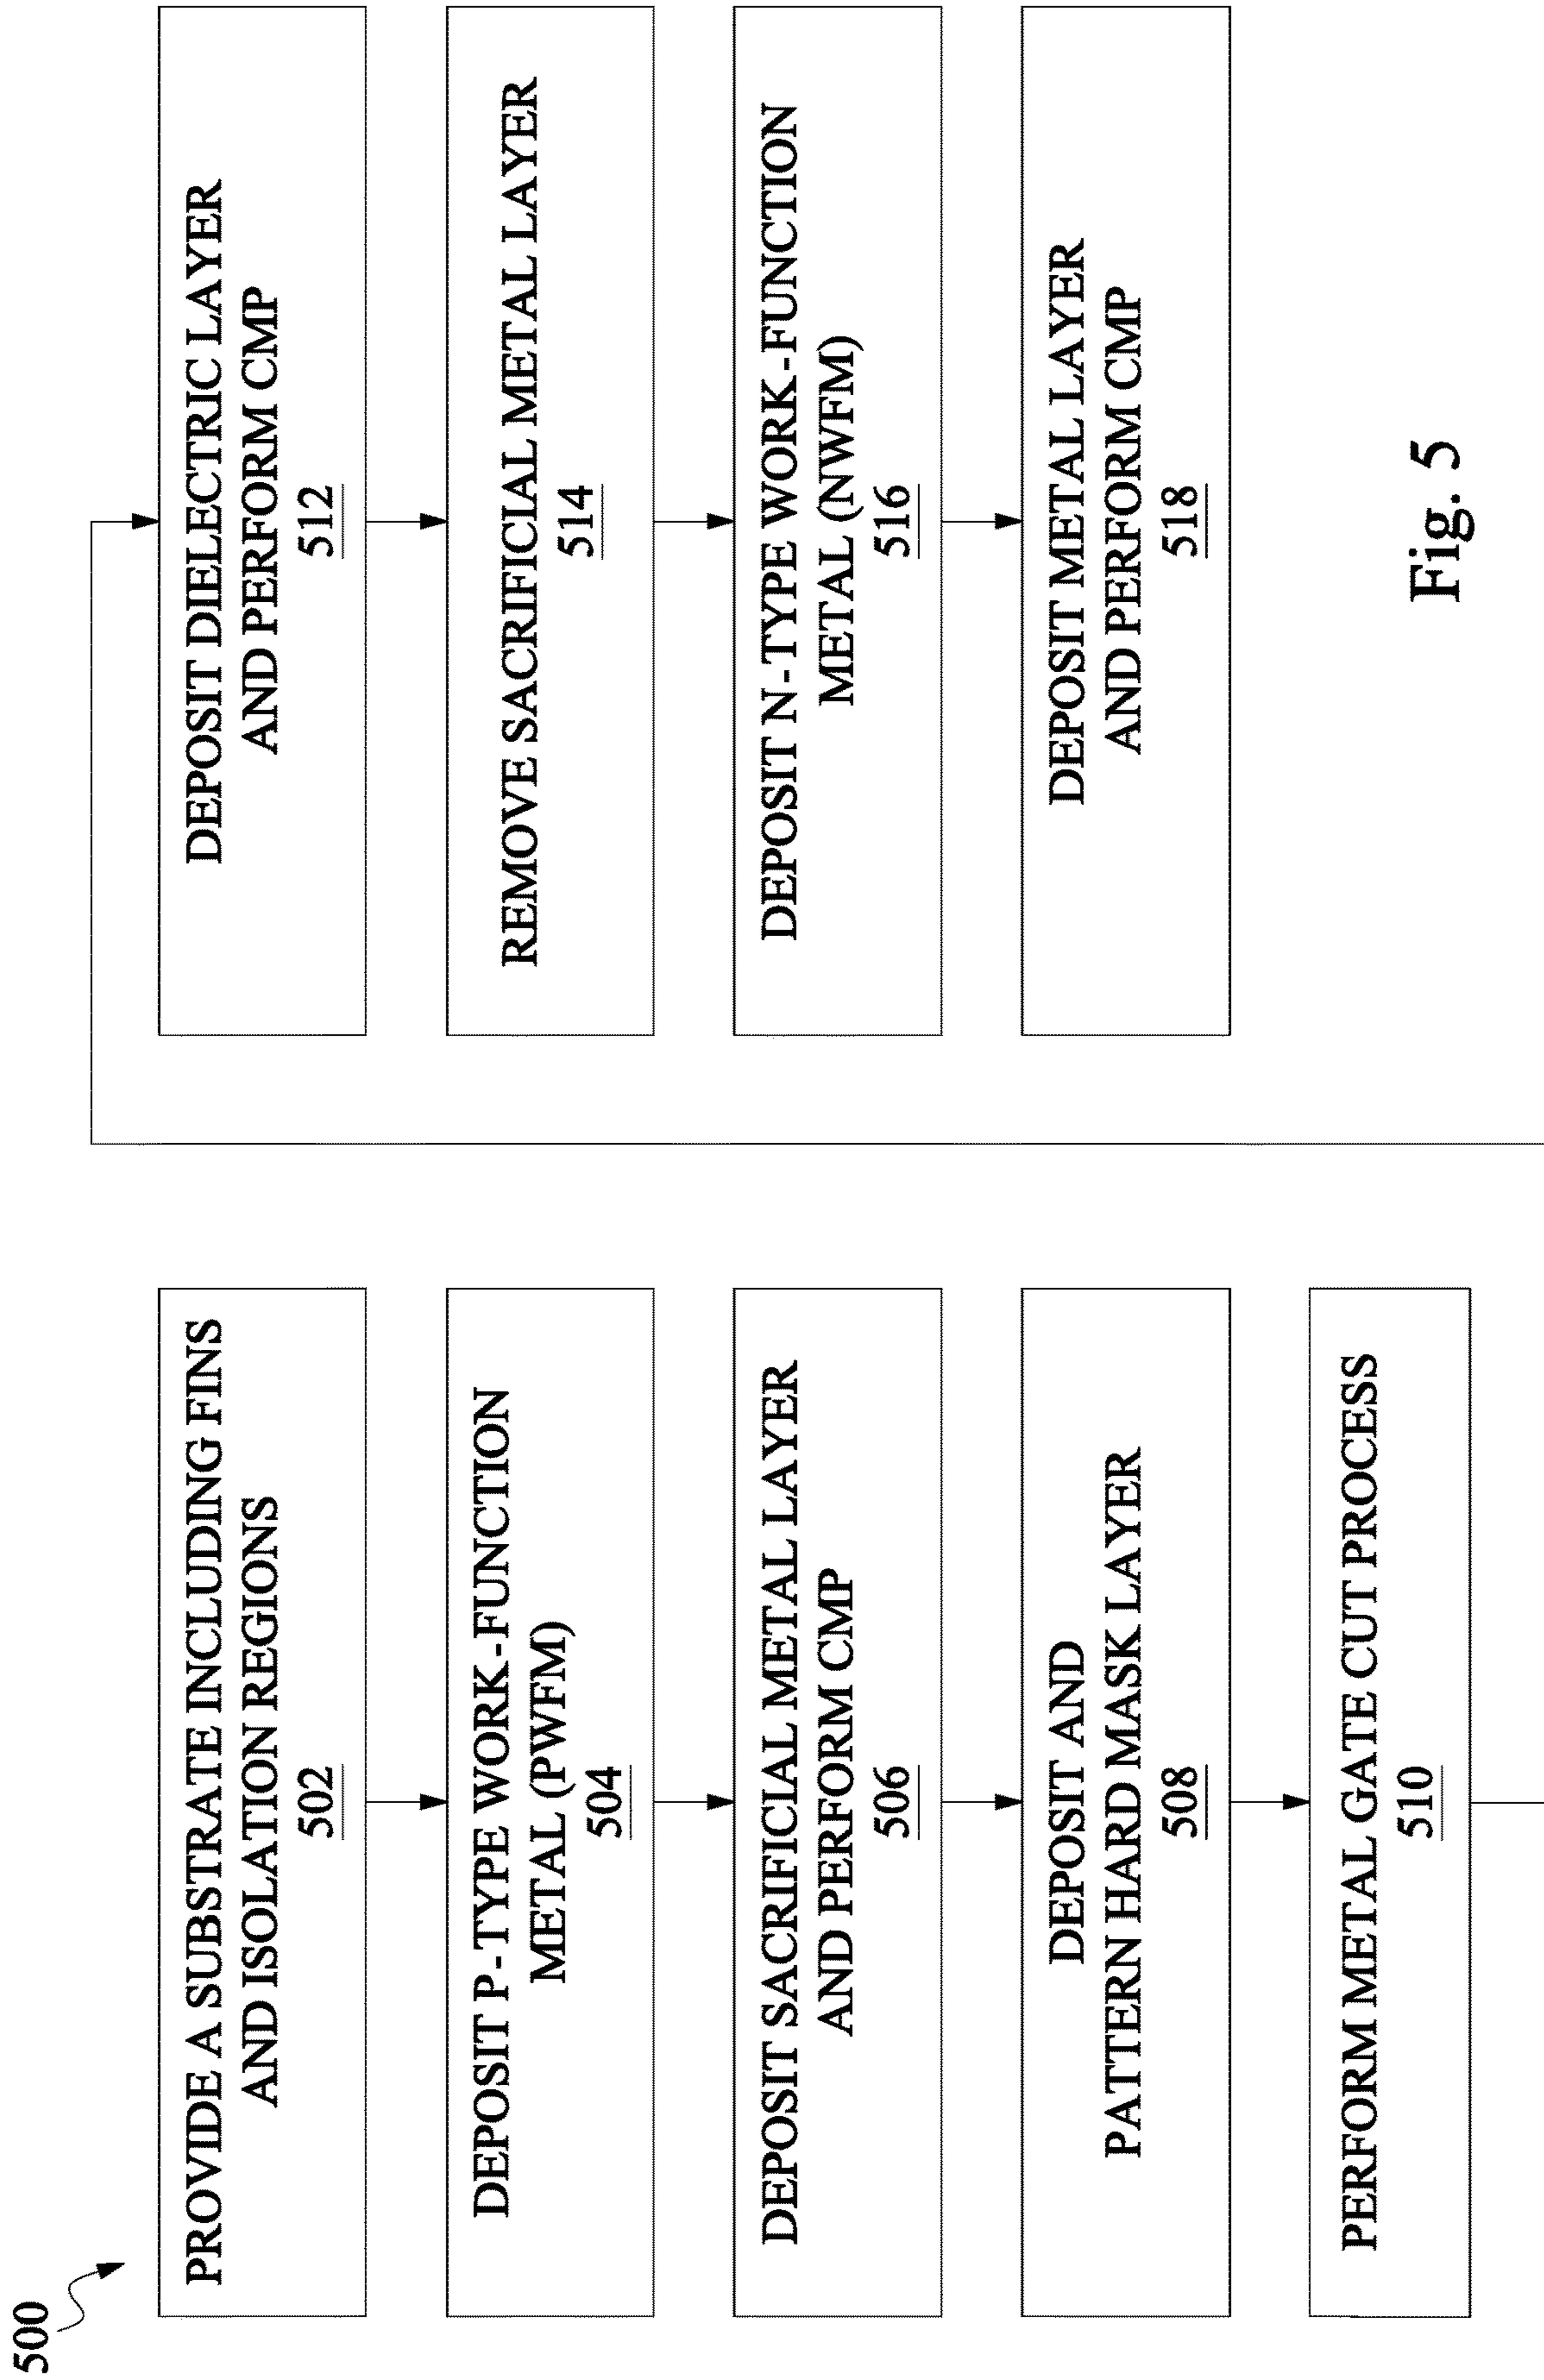 500
PROVIDE A SUBSTRATE INCLUDING FINS
AND ISOLATION REGIONS
502
DEPOSIT P-TYPE WORK-FUNCTION
METAL (PWFM)
504
DEPOSIT SACRIFICIAL METAL LAYER
AND PERFORM CMP
506
DEPOSIT AND
PATTERN HARD MASK LAYER
508
PERFORM METAL GATE CUT PROCESS
510
DEPOSIT DIELECTRIC LAYER
AND PERFORM CMP
512
REMOVE SACRIFICIAL METAL LAYER
514
DEPOSIT N-TYPE WORK-FUNCTION
METAL (NWFM)
516
DEPOSIT METAL LAYER
AND PERFORM CMP
518
Fig. 5